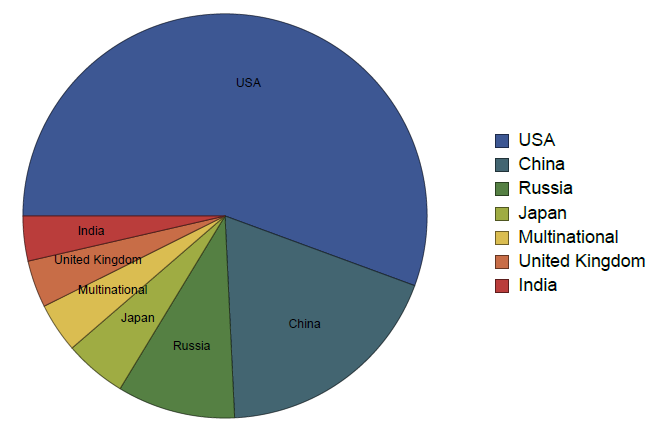 USA
India
United Kingdom
Multinational
Japan
Russia
China
USA
China
Russia
Japan
Multinational
United Kingdom
India